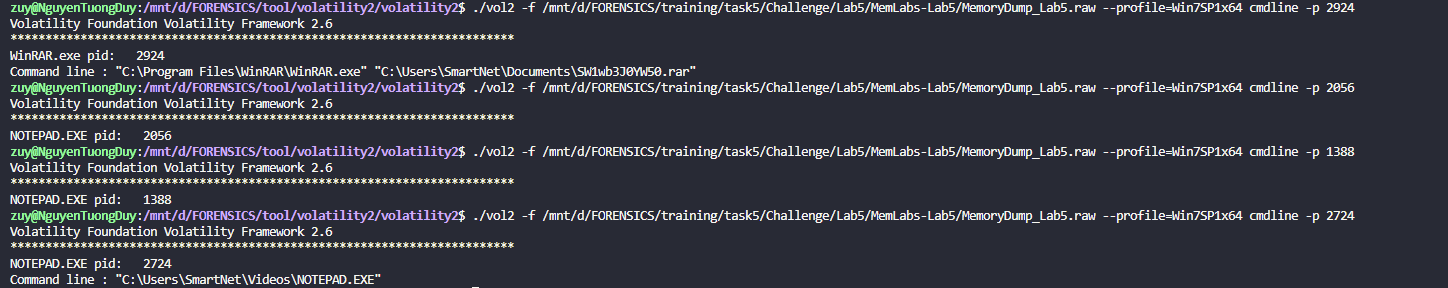 zuy@NguyenTuongDuy:/mnt/d/FORENSICS/tool/volatility2/volatility2$ ./vol2 -f /mnt/d/FORENSICS/training/task5/Challenge/Lab5/MemLabs-Lab5/MemoryDump_Lab5.raw --profile=Win7SP1x64 cmdline -p 2924
Volatility Foundation Volatility Framework 2.6
************************************************************************
WinRAR.exe pid:   2924
Command line : "C:\Program Files\WinRAR\WinRAR.exe" "C:\Users\SmartNet\Documents\SW1wb3J0YW50.rar"
zuy@NguyenTuongDuy:/mnt/d/FORENSICS/tool/volatility2/volatility2$ ./vol2 -f /mnt/d/FORENSICS/training/task5/Challenge/Lab5/MemLabs-Lab5/MemoryDump_Lab5.raw --profile=Win7SP1x64 cmdline -p 2056
Volatility Foundation Volatility Framework 2.6
************************************************************************
NOTEPAD.EXE pid:   2056
zuy@NguyenTuongDuy:/mnt/d/FORENSICS/tool/volatility2/volatility2$ ./vol2 -f /mnt/d/FORENSICS/training/task5/Challenge/Lab5/MemLabs-Lab5/MemoryDump_Lab5.raw --profile=Win7SP1x64 cmdline -p 1388
Volatility Foundation Volatility Framework 2.6
************************************************************************
NOTEPAD.EXE pid:   1388
zuy@NguyenTuongDuy:/mnt/d/FORENSICS/tool/volatility2/volatility2$ ./vol2 -f /mnt/d/FORENSICS/training/task5/Challenge/Lab5/MemLabs-Lab5/MemoryDump_Lab5.raw --profile=Win7SP1x64 cmdline -p 2724
Volatility Foundation Volatility Framework 2.6
************************************************************************
NOTEPAD.EXE pid:   2724
Command line : "C:\Users\SmartNet\Videos\NOTEPAD.EXE"